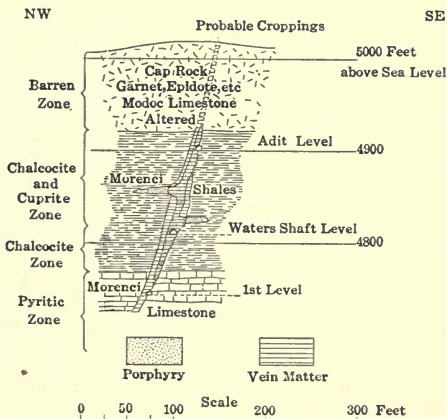 NW
SE
Probable Croppings
5000 Feet
above Sea Level
Cap Rock
Garnet, Epidote, etc
Modoc Limestone
Altered
Barren
Zone
Adit Level
4900
Morenci
Shales
Chalcocite
and
Cuprite
Zone
Waters Shaft Level
4800
Chalcocite
Zone
Morenci
1st Level
Pyritic
Zone
Limestone
Porphyry
Vein Matter
Scale
0 25 50 100 200 300 Feet